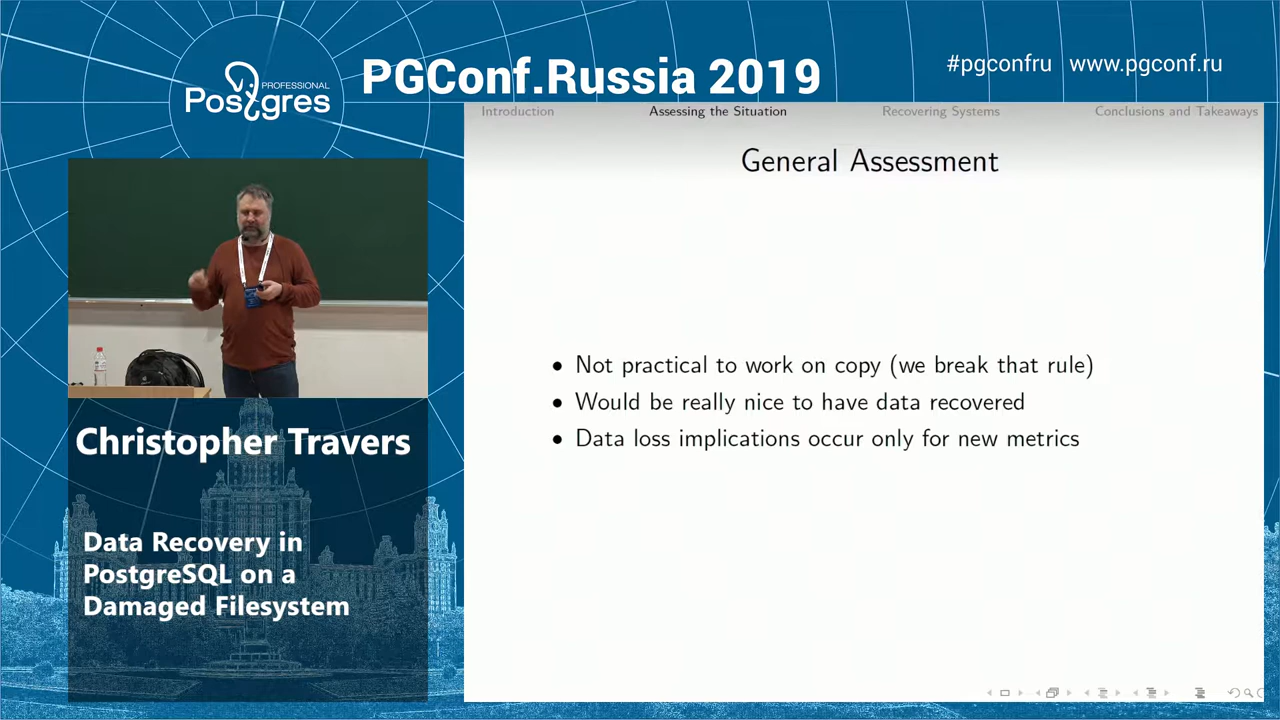 PROFESSIONAL
Postgres
PGConf.Russia 2019
#pgconfru www.pgconf.ru
Introduction Assessing the Situation Recovering Systems Conclusions and Takeaways
General Assessment
• Not practical to work on copy (we break that rule)
• Would be really nice to have data recovered
• Data loss implications occur only for new metrics
Christopher Travers
Data Recovery in
PostgreSQL on a
Damaged Filesystem